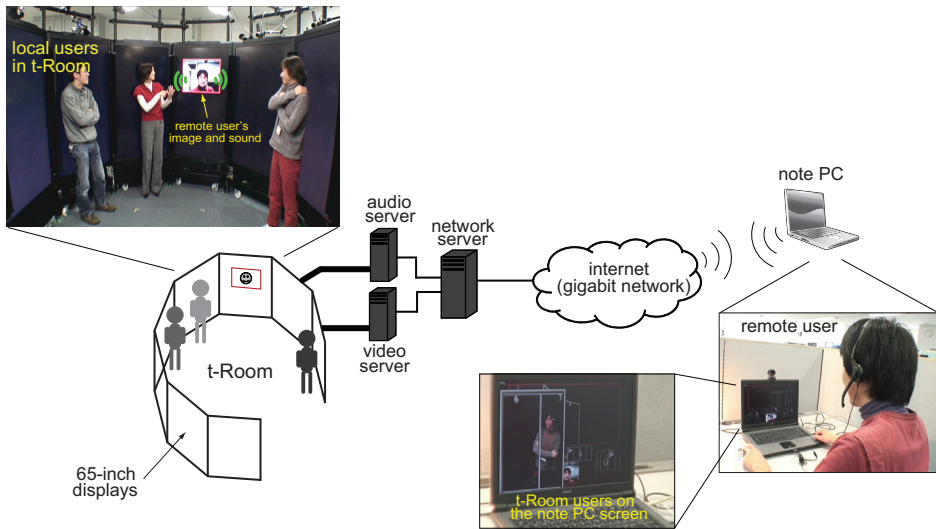 local users
in t-Room
remote user's
image and sound
audio
server
network
server
note PC
internet
(gigabit network)
remote user
t-Room
video
server
65-inch
displays
t-Room users on
the note PC screen